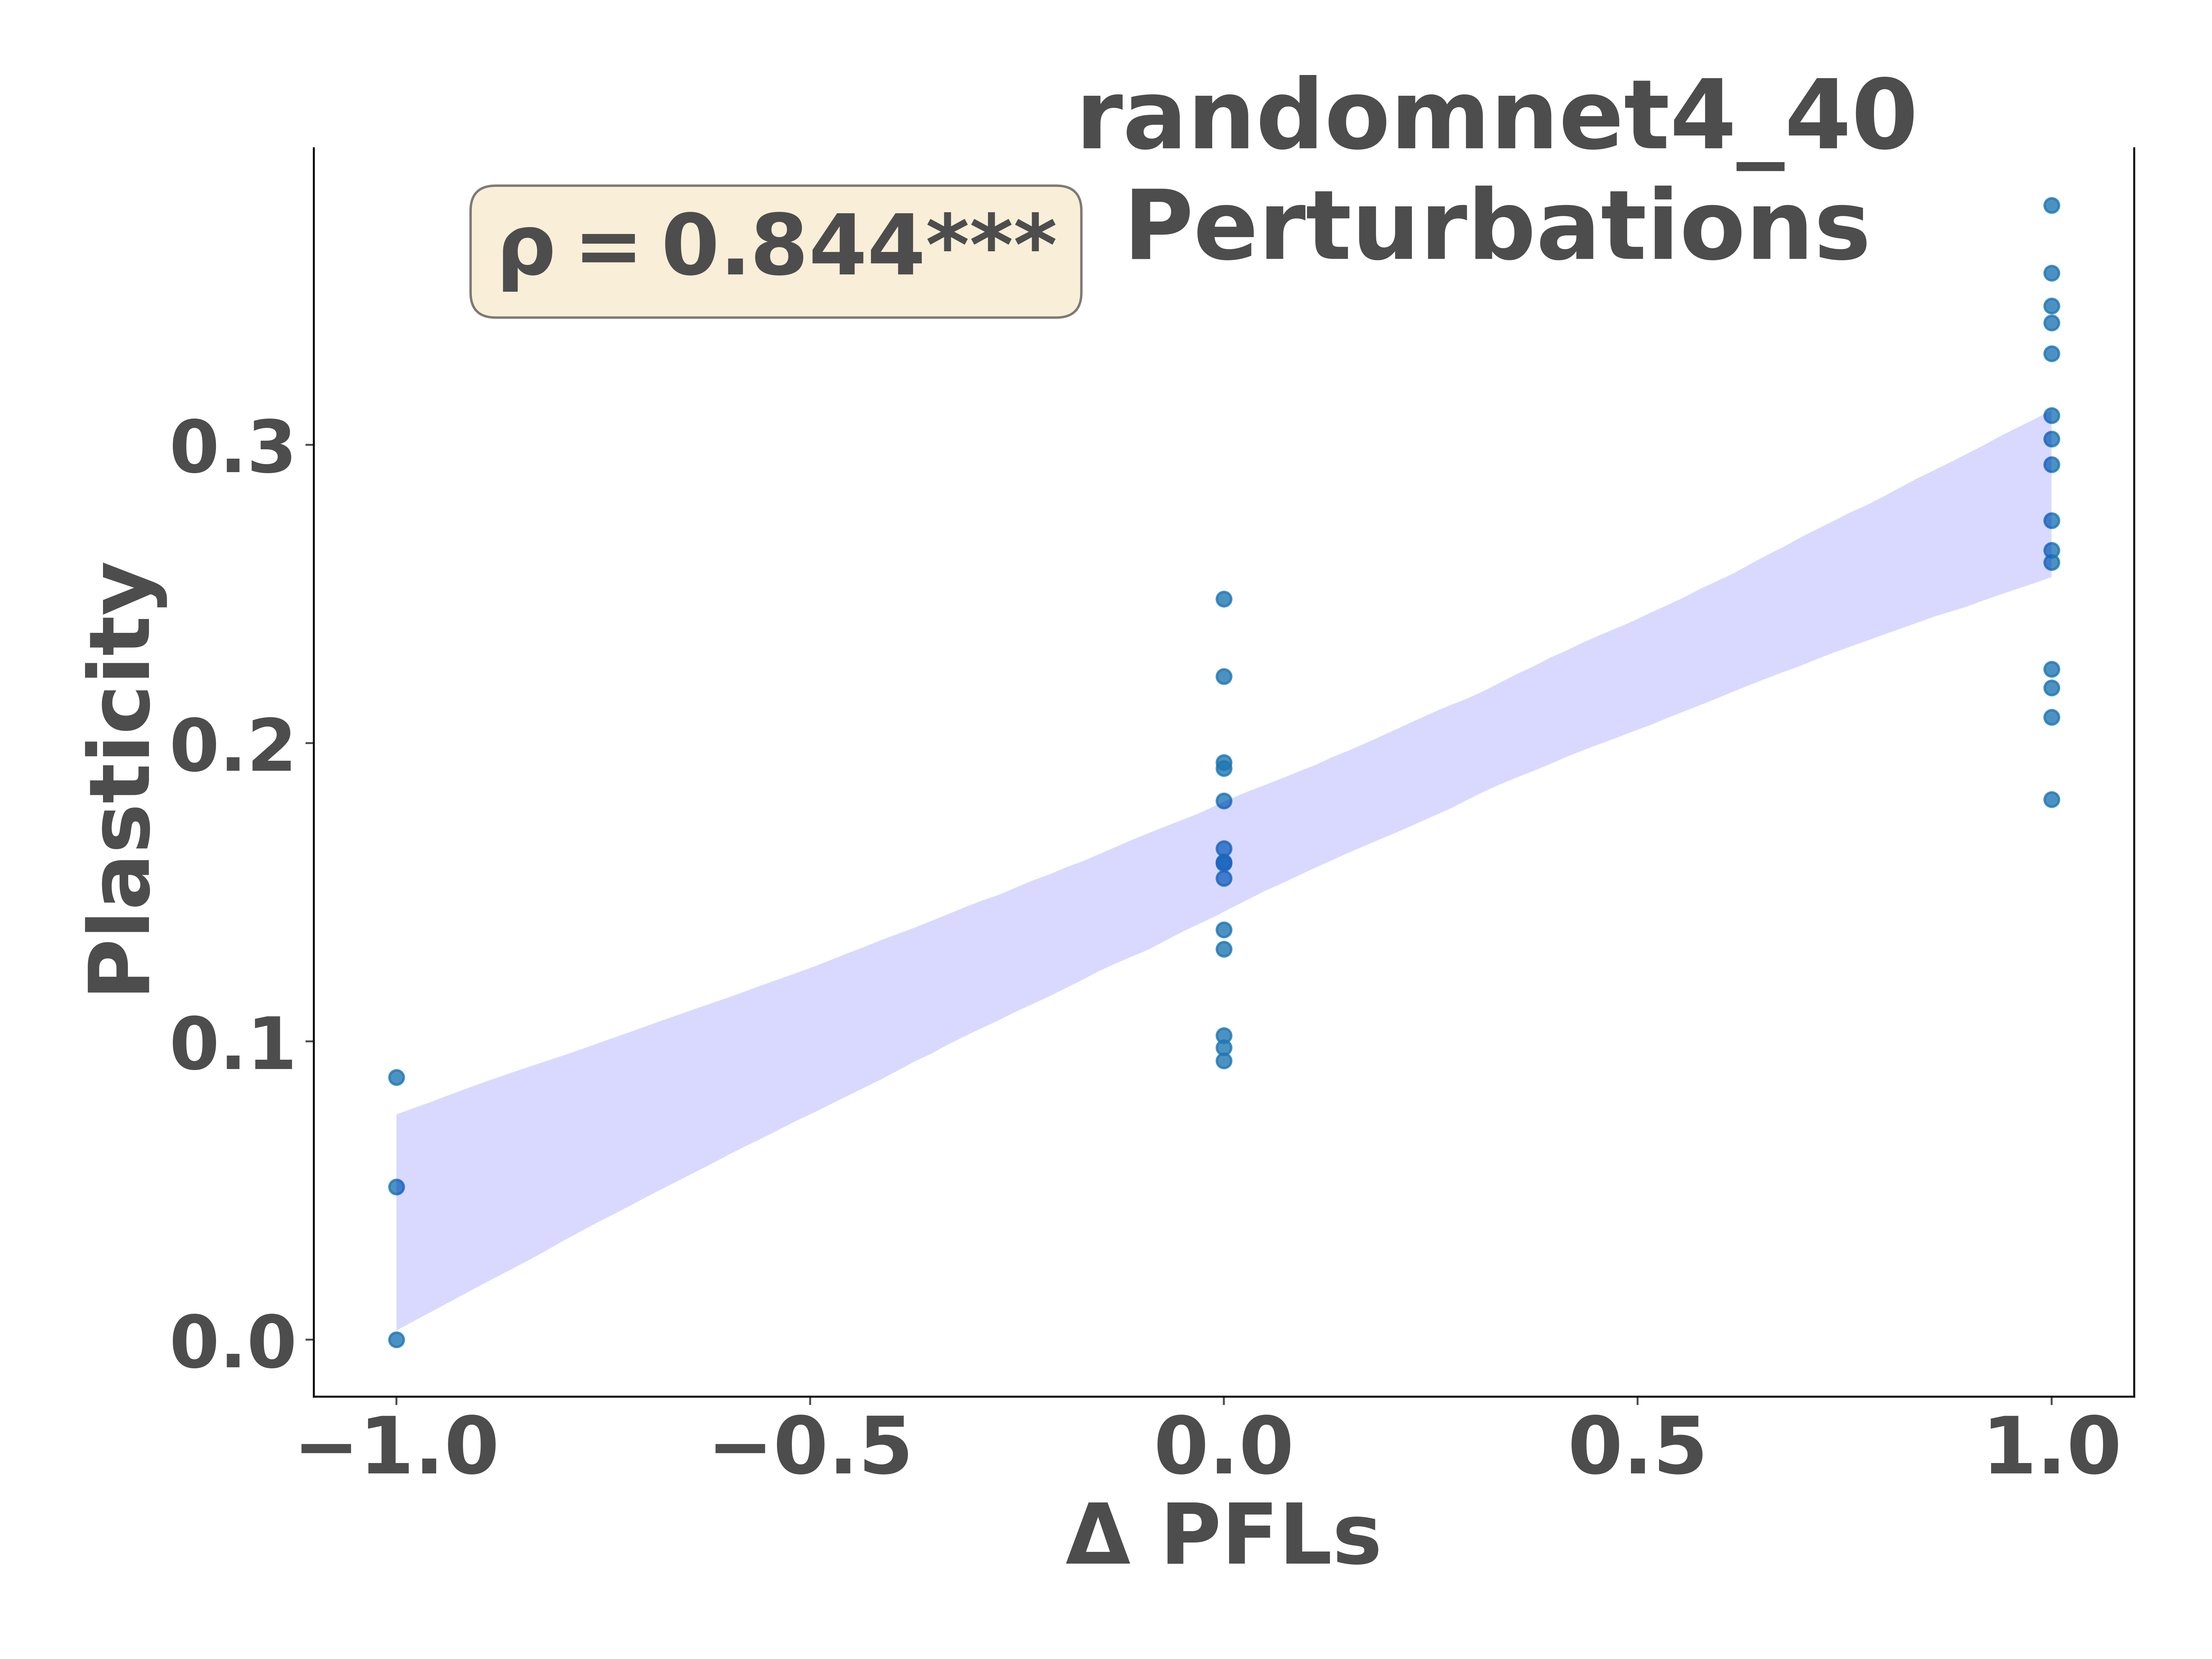 randomnet4_40
Perturbations
ρ = 0.844***
Plasticity
0.3
0.2
0.1
0.0
−1.0 −0.5 0.0 0.5 1.0
Δ PFLs